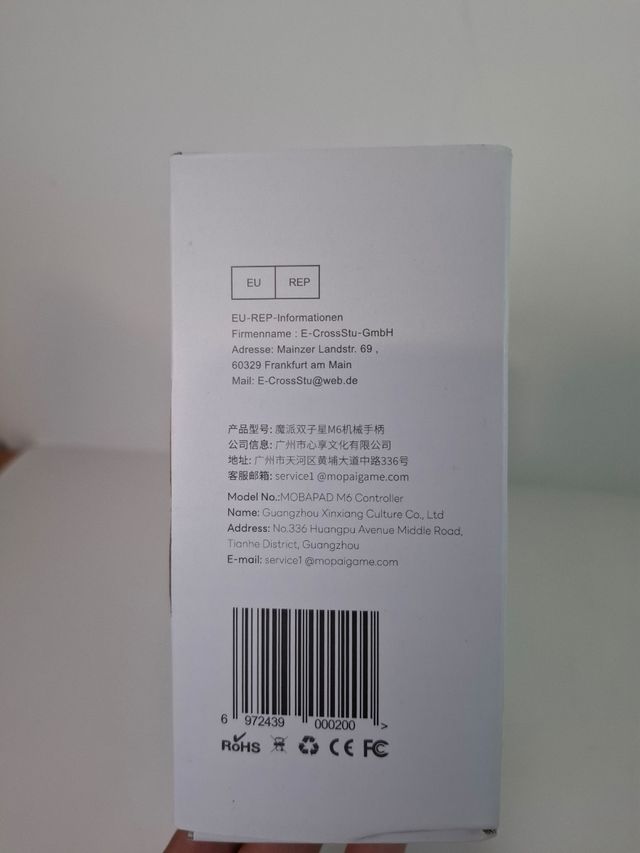 EU REP
EU-REP-Informationen
Firmenname : E-CrossStu-GmbH
Adresse: Mainzer Landstr. 69 ,
60329 Frankfurt am Main
Mail: E-CrossStu@web.de
产品型号: 魔派双子星M6机械手柄
公司信息: 广州市心享文化有限公司
地址: 广州市天河区黄埔大道中路336号
客服邮箱: service1 @mopaigame.com
Model No.:MOBAPAD M6 Controller
Name: Guangzhou Xinxiang Culture Co., Ltd
Address: No.336 Huangpu Avenue Middle Road,
Tianhe District, Guangzhou
E-mail: service1 @mopaigame.com
6 972439 000200 >
RoHS CE FC